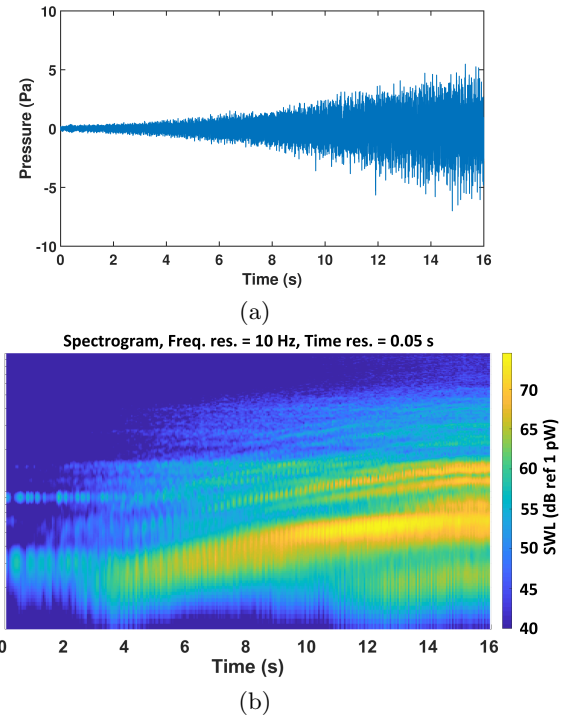 10
5
0
-5
-10
Pressure (Pa)
0 2 4 6 8 10 12 14 16
Time (s)
(a)
Spectrogram, Freq. res. = 10 Hz, Time res. = 0.05 s
70
65
60
55
50
45
40
SWL (dB ref 1 pW)
0 2 4 6 8 10 12 14 16
Time (s)
(b)